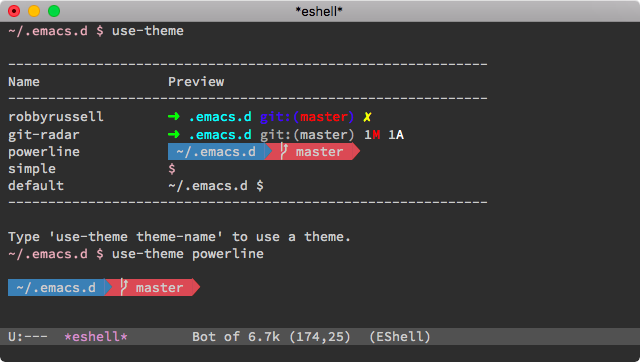 *eshell*
~/.emacs.d $ use-theme
------------------------------------------------------------
Name                Preview
------------------------------------------------------------
robbyrussell        ➜ .emacs.d git:(master) ✗
git-radar           ➜ .emacs.d git:(master) 1M 1A
powerline           ~/.emacs.d master
simple              $
default             ~/.emacs.d $
------------------------------------------------------------
Type 'use-theme theme-name' to use a theme.
~/.emacs.d $ use-theme powerline
~/.emacs.d master
U:---  *eshell*        Bot of 6.7k (174,25)  (EShell)